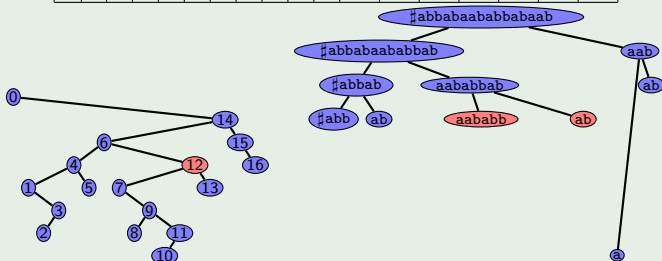 ♯abbabaababbabaab
♯abbabaababbab aab
♯abbab aababbab ab
♯abb ab aababb ab
0
14
6 15
4 12 16
1 5 7 13
3 9
2 8 11
10 a